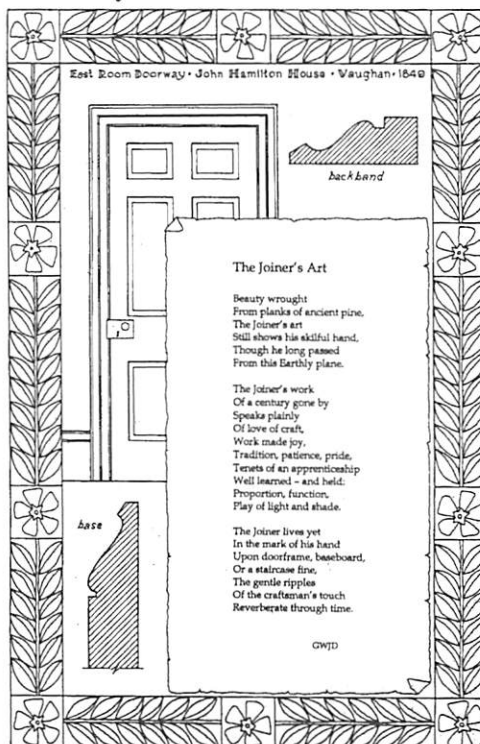 East Room Doorway • John Hamilton House • Vaughan • 1849
backband
The Joiner's Art
Beauty wrought
From planks of ancient pine,
The Joiner's art
Still shows his skilful hand,
Though he long passed
From this Earthly plane.
The Joiner's work
Of a century gone by
Speaks plainly
Of love of craft,
Work made joy,
Tradition, patience, pride,
Tenets of an apprenticeship
Well learned – and held:
Proportion, function,
Play of light and shade.
The Joiner lives yet
In the mark of his hand
Upon doorframe, baseboard,
Or a staircase fine,
The gentle ripples
Of the craftsman's touch
Reverberate through time.
GWJD
base